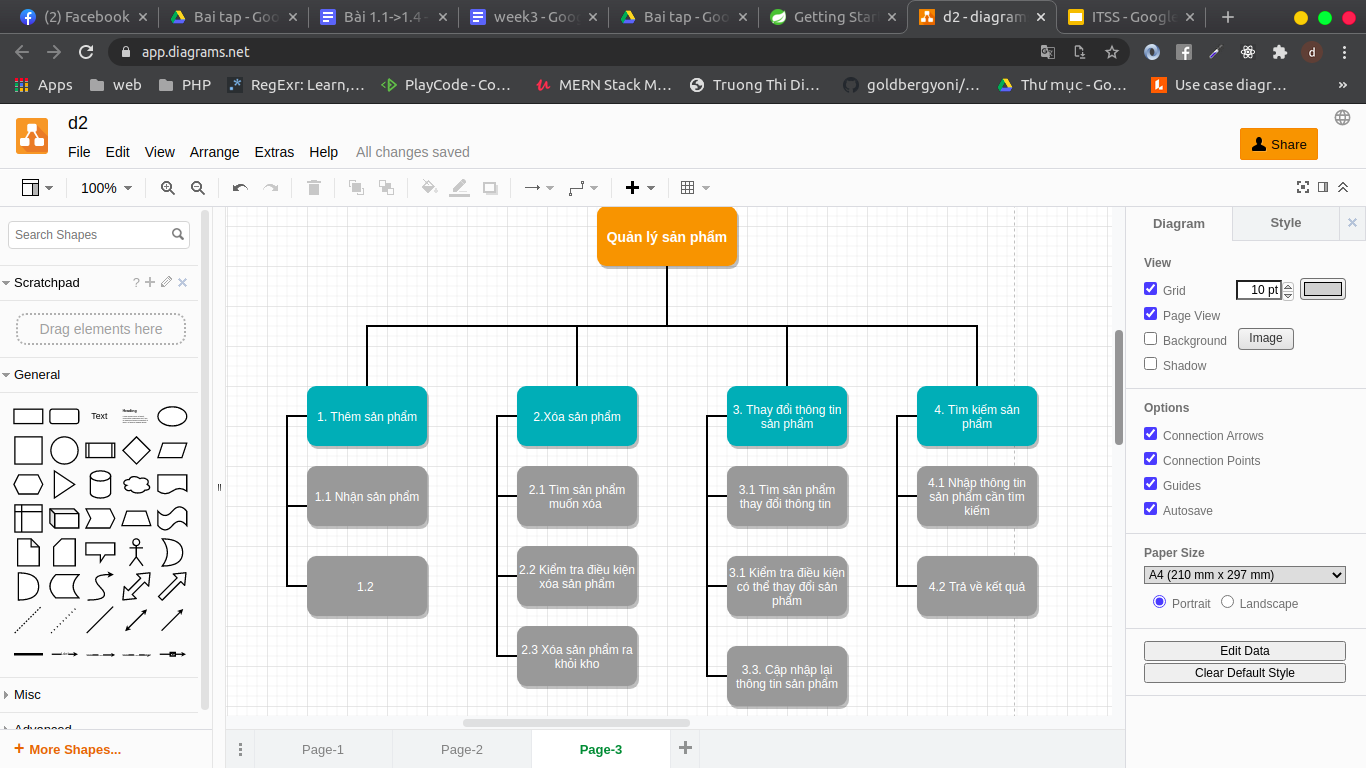 (2) Facebook
Bai tap - Goo
Bài 1.1->1.4 -
week3 - Goo
Bai tap - Goo
Getting Star
d2 - diagram
ITSS - Google
app.diagrams.net
d
Apps
web
PHP
RegExr: Learn,...
PlayCode - Co...
MERN Stack M...
Truong Thi Di...
goldbergyoni/...
Thư mục - Go...
Use case diagr...
»
d2
File Edit View Arrange Extras Help All changes saved
Share
100%
Search Shapes
Scratchpad
?
Drag elements here
General
Text
Heading
Misc
Advanced
+ More Shapes...
Quản lý sản phẩm
1. Thêm sản phẩm
1.1 Nhận sản phẩm
1.2
2.Xóa sản phẩm
2.1 Tìm sản phẩm
muốn xóa
2.2 Kiểm tra điều kiện
xóa sản phẩm
2.3 Xóa sản phẩm ra
khỏi kho
3. Thay đổi thông tin
sản phẩm
3.1 Tìm sản phẩm
thay đổi thông tin
3.1 Kiểm tra điều kiện
có thể thay đổi sản
phẩm
3.3. Cập nhập lại
thông tin sản phẩm
4. Tìm kiếm sản
phẩm
4.1 Nhập thông tin
sản phẩm cần tìm
kiếm
4.2 Trả về kết quả
Page-1
Page-2
Page-3
Diagram
Style
View
Grid
10 pt
Page View
Background
Image
Shadow
Options
Connection Arrows
Connection Points
Guides
Autosave
Paper Size
A4 (210 mm x 297 mm)
Portrait
Landscape
Edit Data
Clear Default Style